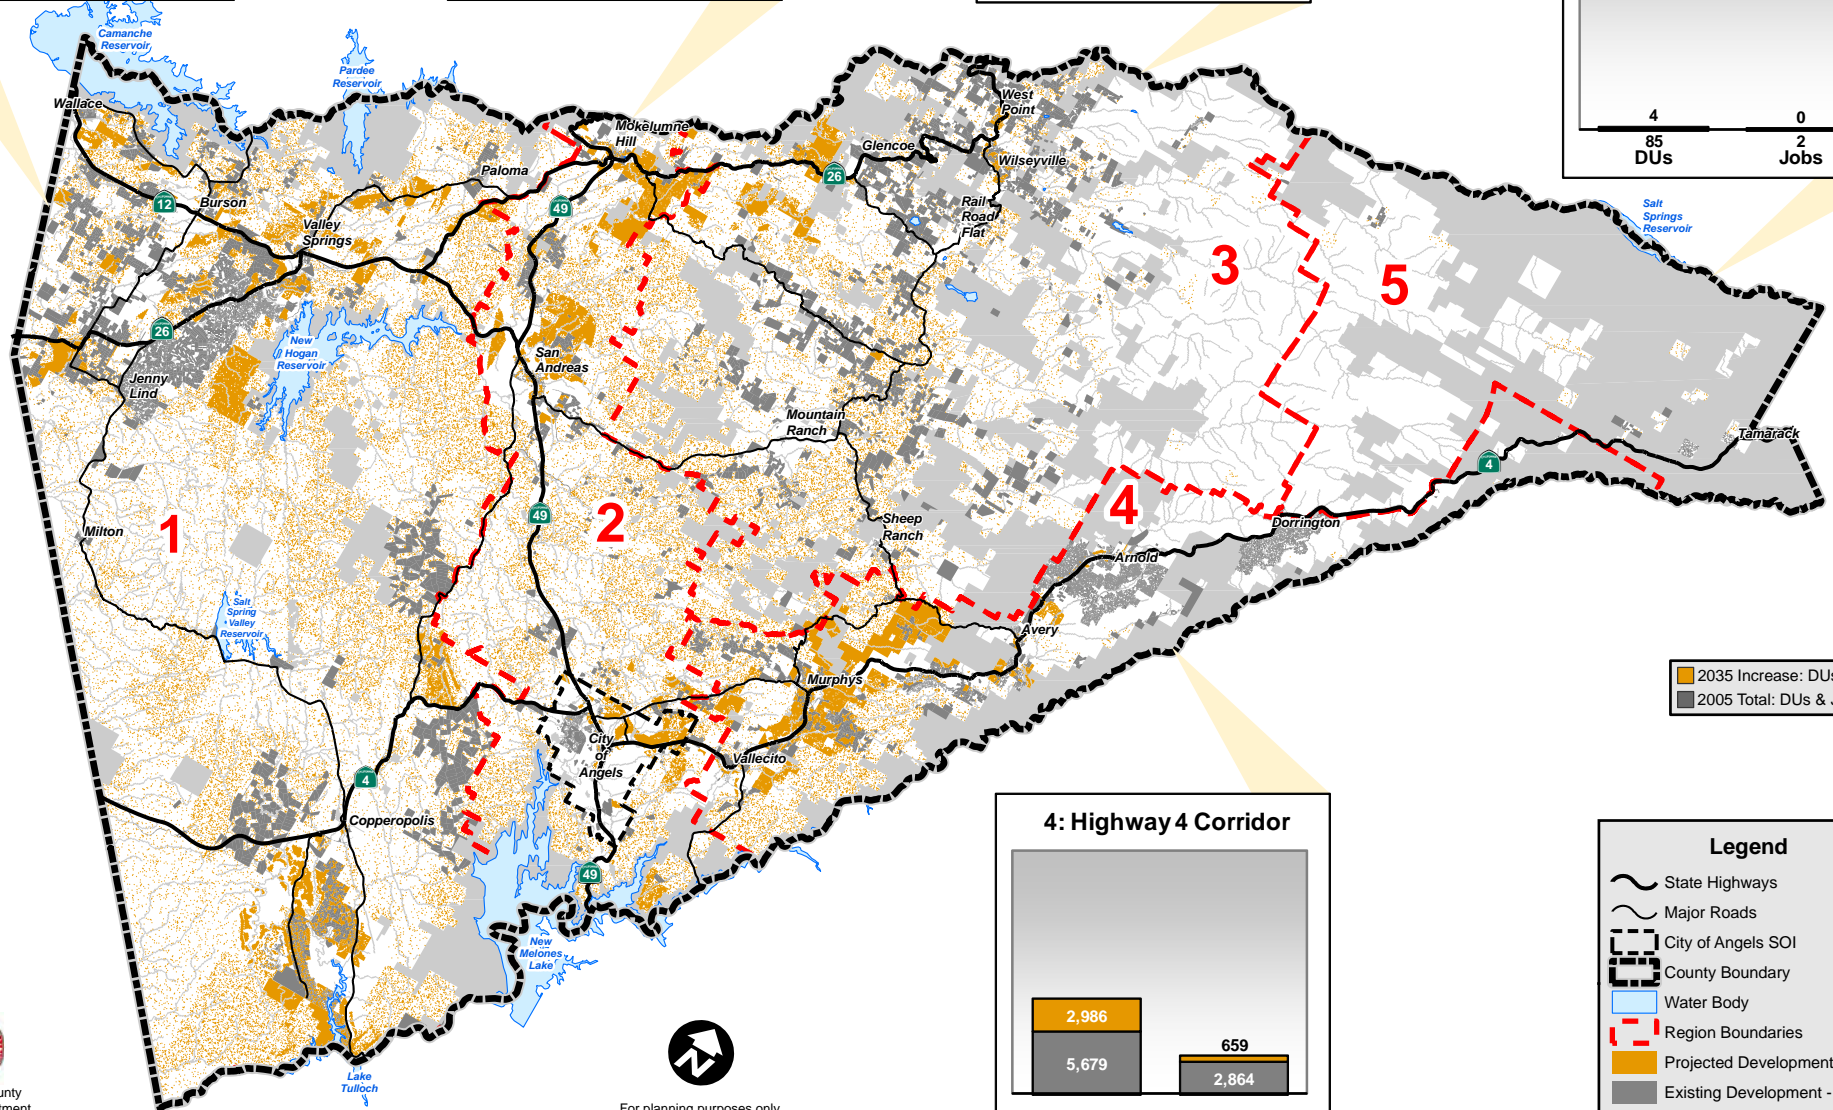 Camanche
Reservoir
Pardee
Reservoir
Wallace
Mokelumne
Hill
West
Point
Glencoe
Wilseyville
Paloma
26
12
Burson
49
Rail
Road
Flat
Valley
Springs
Salt
Springs
Reservoir
4
85
DUs
0
2
Jobs
3
5
26
New
Hogan
Reservoir
San
Andreas
Jenny
Lind
Mountain
Ranch
Tamarack
4
4
49
2
1
Milton
Sheep
Ranch
Dorrington
Arnold
Salt
Spring
Valley
Reservoir
Avery
Murphys
2035 Increase: DUs
2005 Total: DUs &
City
of
Angels
Vallecito
4
Copperopolis
49
New
Melones
Lake
Lake
Tulloch
N
For planning purposes only
4: Highway 4 Corridor
2,986
5,679
659
2,864
Legend
State Highways
Major Roads
City of Angels SOI
County Boundary
Water Body
Region Boundaries
Projected Development
Existing Development -